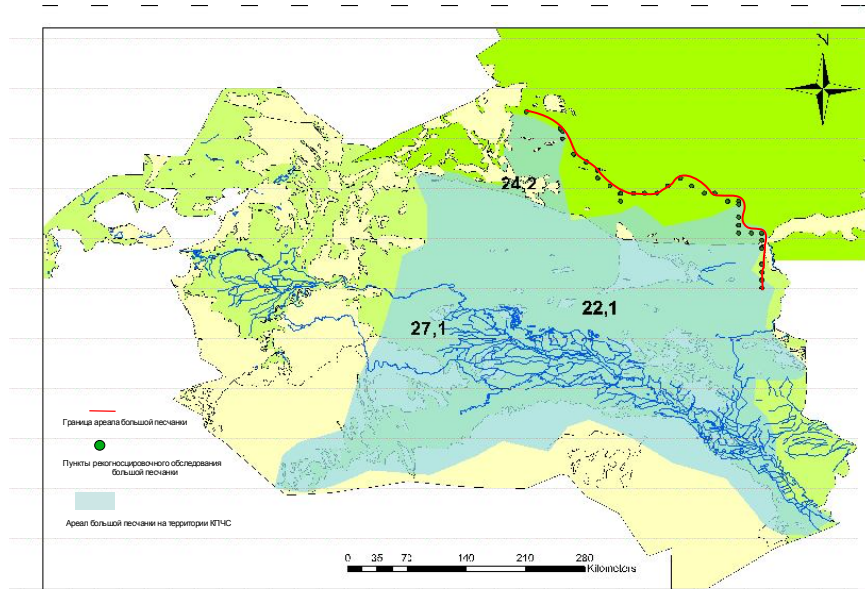 N
24,2
22,1
27,1
Граница ареала большой песчанки
Пункты рекогносцировочного обследования
большой песчанки
Ареал большой песчанки на территории КПЧС
0 35 70 140 210 280
Kilometers